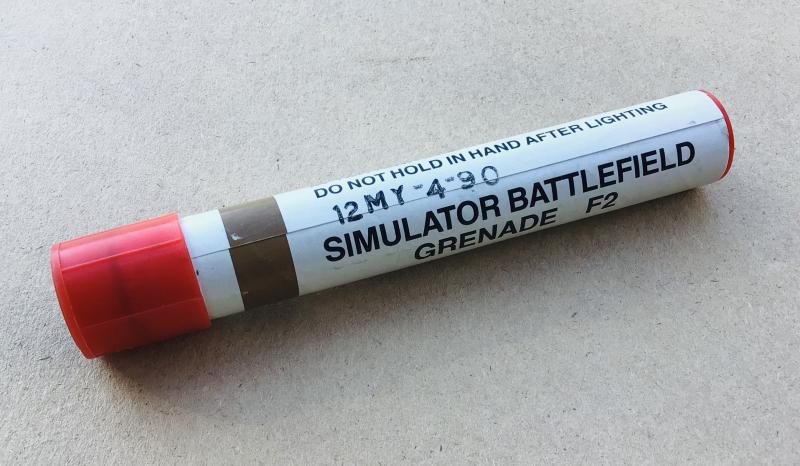 DO NOT HOLD IN HAND AFTER LIGHTING
12MY-4-90
SIMULATOR BATTLEFIELD
GRENADE F2